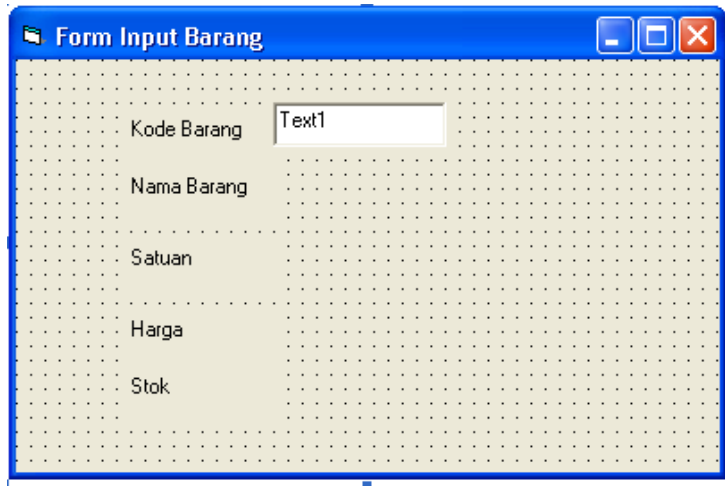 Form Input Barang
Kode Barang Text1
Nama Barang
Satuan
Harga
Stok